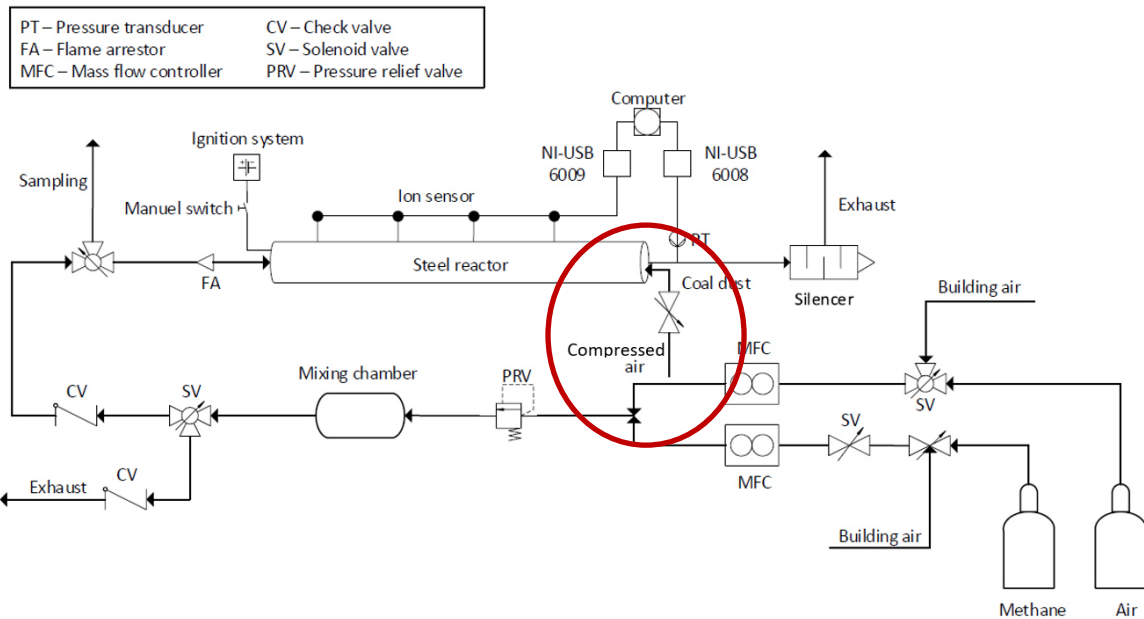 PT – Pressure transducer
CV – Check valve
FA – Flame arrestor
SV – Solenoid valve
MFC – Mass flow controller
PRV – Pressure relief valve
Computer
Ignition system
NI-USB
6009
NI-USB
6008
Sampling
Ion sensor
Manuel switch
Exhaust
PT
Steel reactor
FA
Coal dust
Silencer
Building air
Compressed
air
MFC
Mixing chamber
PRV
CV
SV
SV
SV
CV
Exhaust
MFC
Building air
Methane
Air